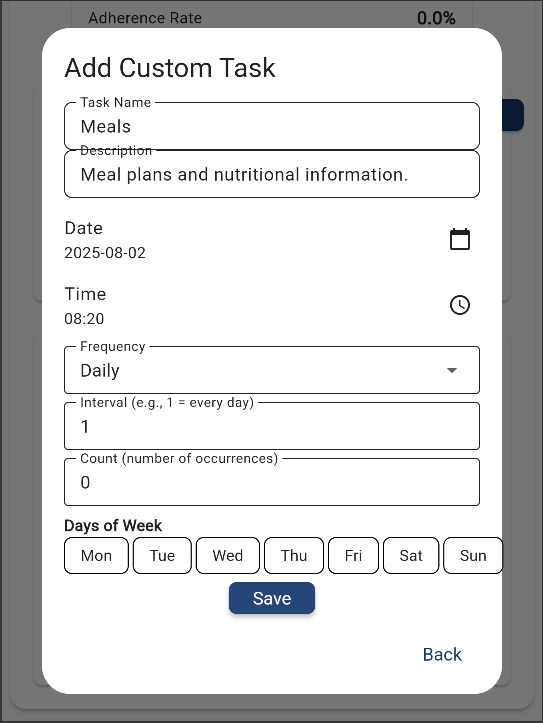 Adherence Rate 0.0%
Add Custom Task
Task Name
Meals
Description
Meal plans and nutritional information.
Date
2025-08-02
Time
08:20
Frequency
Daily
Interval (e.g., 1 = every day)
1
Count (number of occurrences)
0
Days of Week
Mon Tue Wed Thu Fri Sat Sun
Save
Back